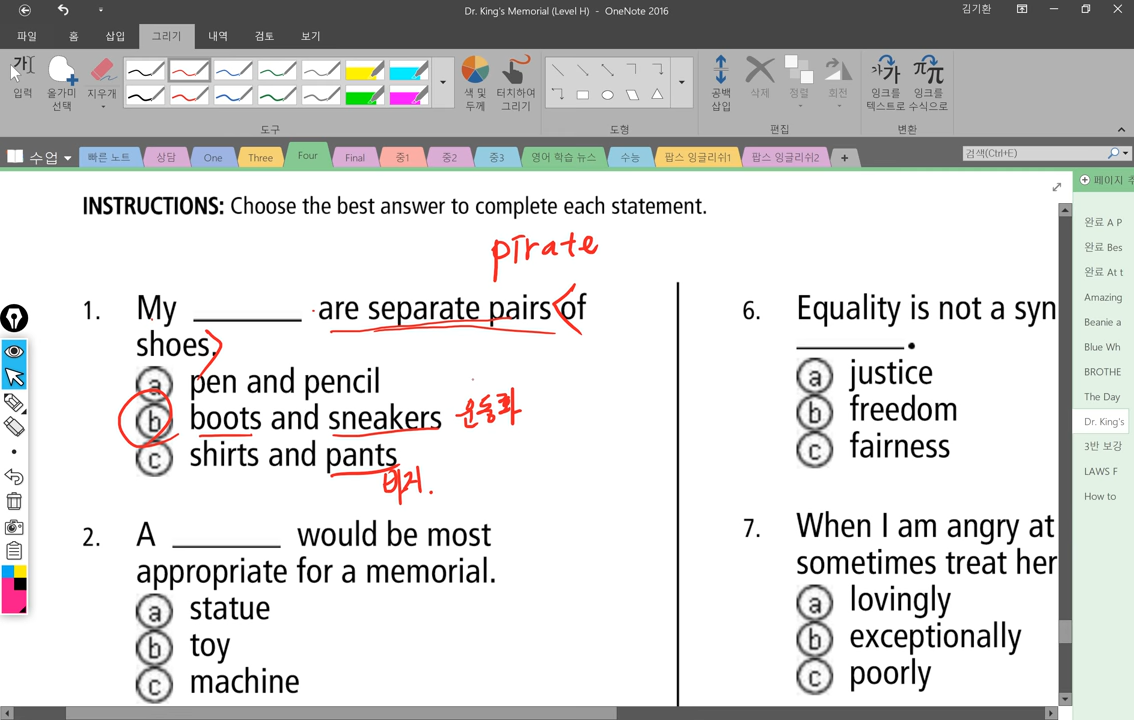 Dr. King's Memorial (Level H) - OneNote 2016
김기환
파일 홈 삽입 그리기 내역 검토 보기
입력
올가미 선택
지우개
색 및 두께
터치하여 그리기
공백 삽입
삭제
정렬
회전
잉크를 텍스트로
잉크를 수식으로
도구
도형
편집
변환
수업
빠른 노트 상담 One Three Four Final 중1 중2 중3 영어 학습 뉴스 수능 팝스 잉글리쉬1 팝스 잉글리쉬2
검색(Ctrl+E)
페이지 추
완료 A P
완료 Bes
완료 At t
Amazing
Beanie a
Blue Wh
BROTHE
The Day
Dr. King's
3반 보강
LAWS F
How to
INSTRUCTIONS: Choose the best answer to complete each statement.
pirate
1. My ________ are separate pairs of
shoes.
a pen and pencil
b boots and sneakers 운동화
c shirts and pants
바지.
2. A ________ would be most
appropriate for a memorial.
a statue
b toy
c machine
6. Equality is not a syn
________.
a justice
b freedom
c fairness
7. When I am angry at
sometimes treat her
a lovingly
b exceptionally
c poorly